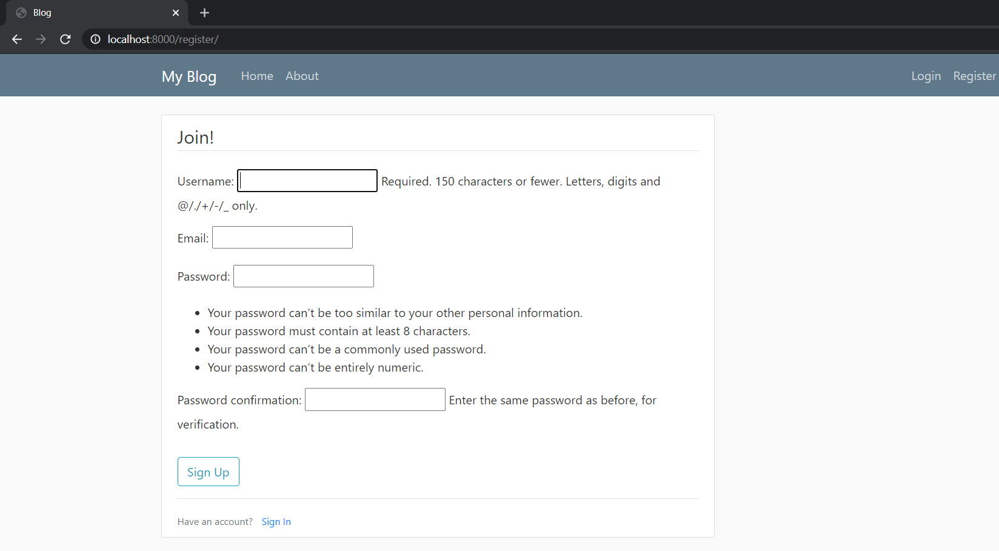 Blog
localhost:8000/register/
My Blog Home About Login Register
Join!
Username: Required. 150 characters or fewer. Letters, digits and
@/./+/-/_ only.
Email:
Password:
Your password can’t be too similar to your other personal information.
Your password must contain at least 8 characters.
Your password can’t be a commonly used password.
Your password can’t be entirely numeric.
Password confirmation: Enter the same password as before, for
verification.
Sign Up
Have an account? Sign In